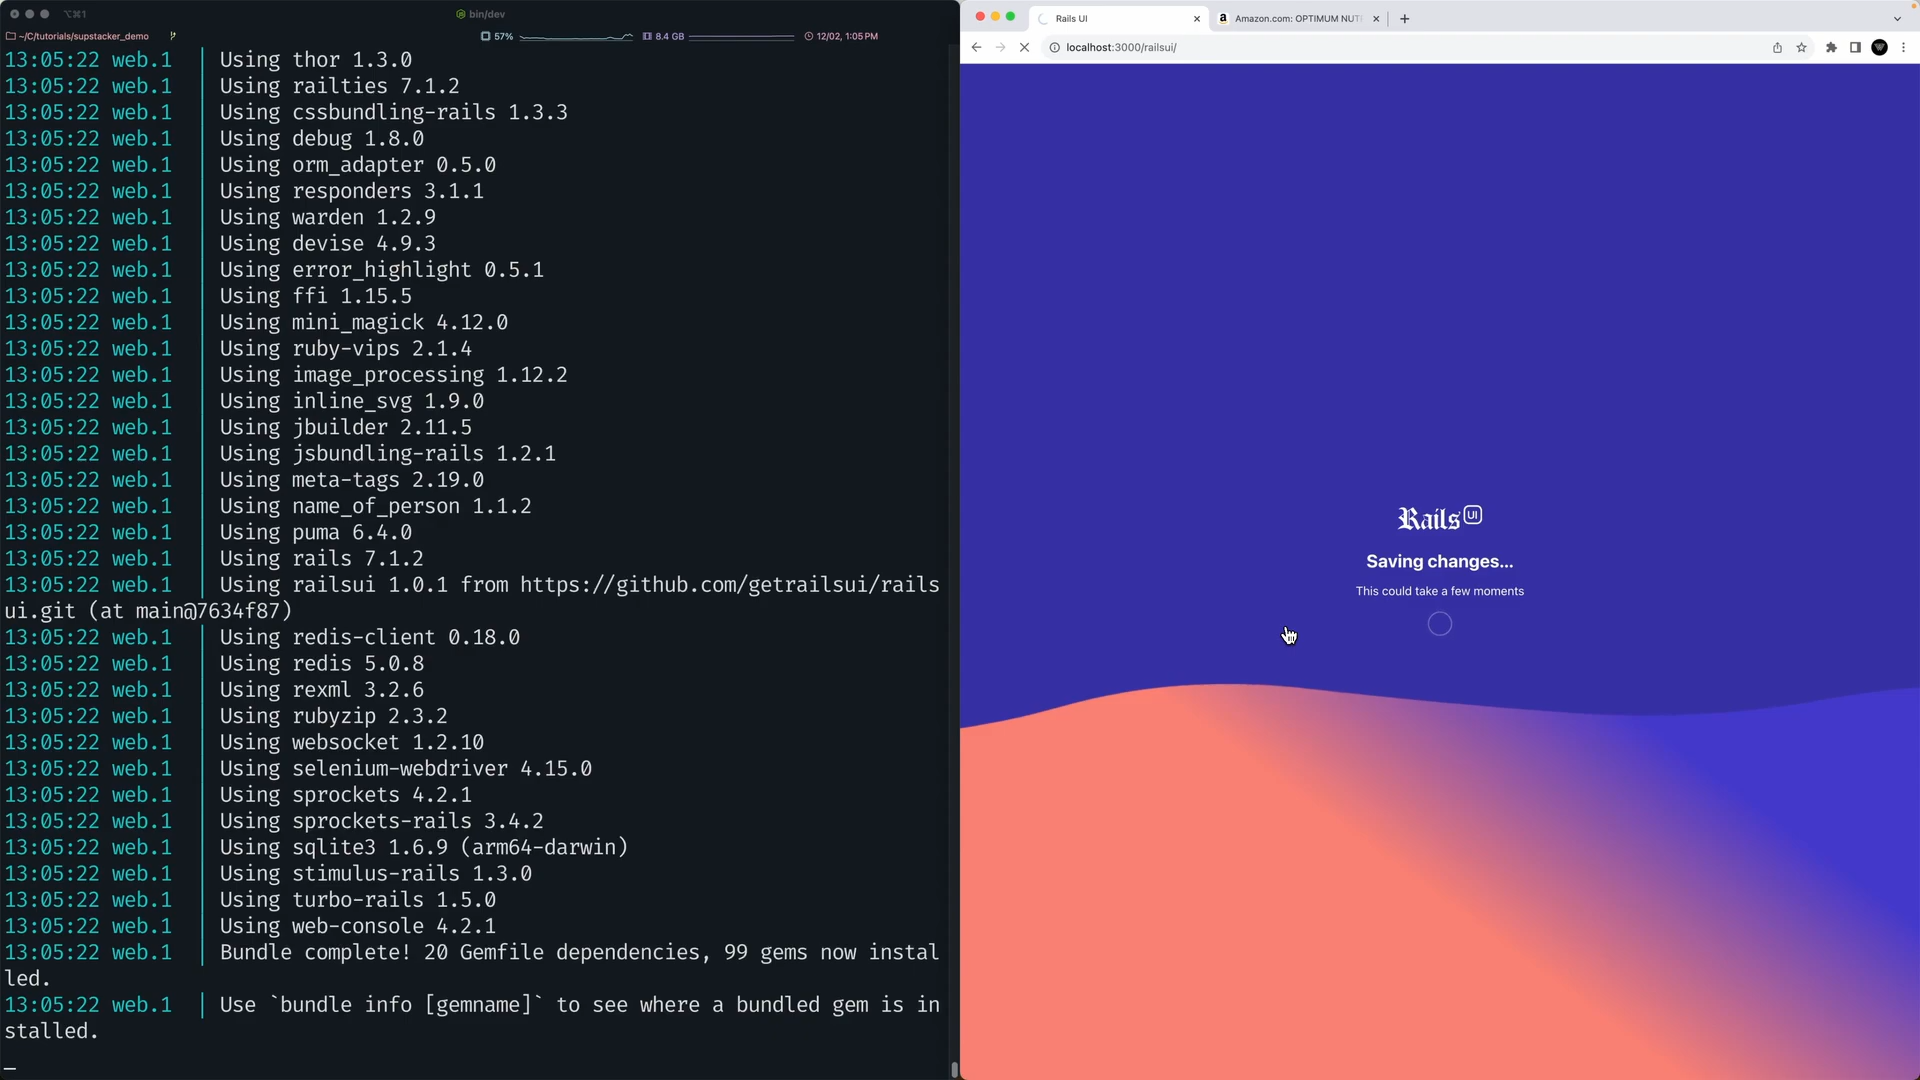 ⌥⌘1
bin/dev
~/C/tutorials/supstacker_demo
57%
8.4 GB
12/02, 1:05 PM
13:05:22 web.1 | Using thor 1.3.0
13:05:22 web.1 | Using railties 7.1.2
13:05:22 web.1 | Using cssbundling-rails 1.3.3
13:05:22 web.1 | Using debug 1.8.0
13:05:22 web.1 | Using orm_adapter 0.5.0
13:05:22 web.1 | Using responders 3.1.1
13:05:22 web.1 | Using warden 1.2.9
13:05:22 web.1 | Using devise 4.9.3
13:05:22 web.1 | Using error_highlight 0.5.1
13:05:22 web.1 | Using ffi 1.15.5
13:05:22 web.1 | Using mini_magick 4.12.0
13:05:22 web.1 | Using ruby-vips 2.1.4
13:05:22 web.1 | Using image_processing 1.12.2
13:05:22 web.1 | Using inline_svg 1.9.0
13:05:22 web.1 | Using jbuilder 2.11.5
13:05:22 web.1 | Using jsbundling-rails 1.2.1
13:05:22 web.1 | Using meta-tags 2.19.0
13:05:22 web.1 | Using name_of_person 1.1.2
13:05:22 web.1 | Using puma 6.4.0
13:05:22 web.1 | Using rails 7.1.2
13:05:22 web.1 | Using railsui 1.0.1 from https://github.com/getrailsui/rails
ui.git (at main@7634f87)
13:05:22 web.1 | Using redis-client 0.18.0
13:05:22 web.1 | Using redis 5.0.8
13:05:22 web.1 | Using rexml 3.2.6
13:05:22 web.1 | Using rubyzip 2.3.2
13:05:22 web.1 | Using websocket 1.2.10
13:05:22 web.1 | Using selenium-webdriver 4.15.0
13:05:22 web.1 | Using sprockets 4.2.1
13:05:22 web.1 | Using sprockets-rails 3.4.2
13:05:22 web.1 | Using sqlite3 1.6.9 (arm64-darwin)
13:05:22 web.1 | Using stimulus-rails 1.3.0
13:05:22 web.1 | Using turbo-rails 1.5.0
13:05:22 web.1 | Using web-console 4.2.1
13:05:22 web.1 | Bundle complete! 20 Gemfile dependencies, 99 gems now instal
led.
13:05:22 web.1 | Use `bundle info [gemname]` to see where a bundled gem is in
stalled.
Rails UI
Amazon.com: OPTIMUM NUT
localhost:3000/railsui/
Rails UI
Saving changes...
This could take a few moments